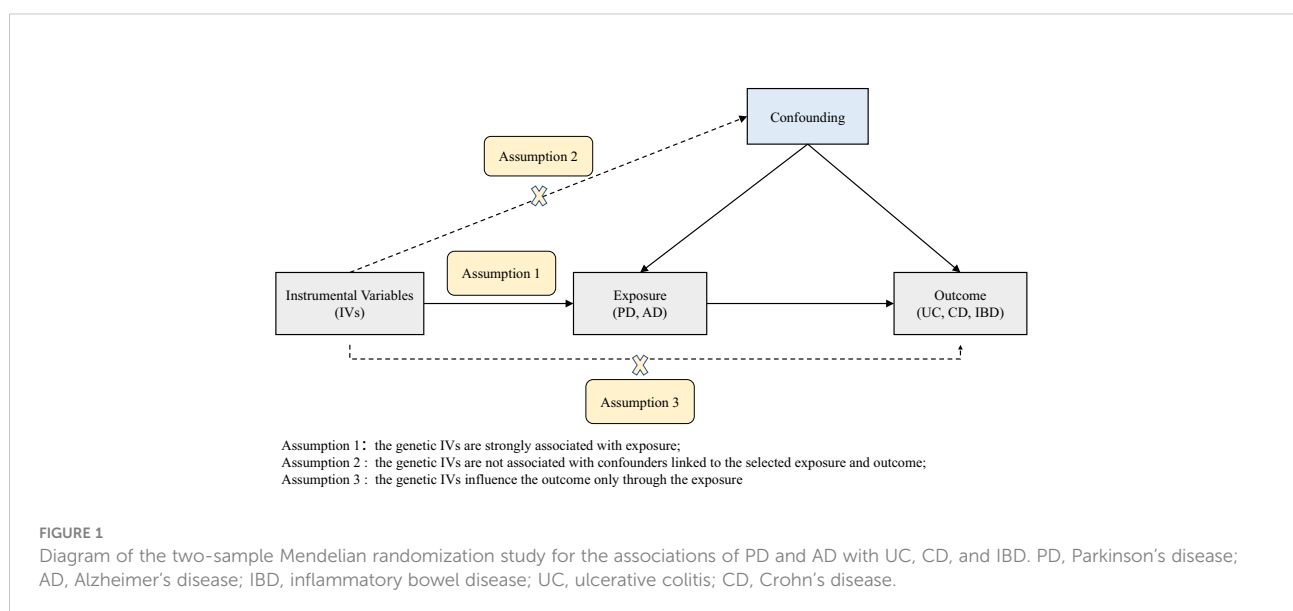 Confounding
Assumption 2
Assumption 1
Instrumental Variables
(IVs)
Exposure
(PD, AD)
Outcome
(UC, CD, IBD)
Assumption 3
Assumption 1： the genetic IVs are strongly associated with exposure;
Assumption 2 : the genetic IVs are not associated with confounders linked to the selected exposure and outcome;
Assumption 3 : the genetic IVs influence the outcome only through the exposure
FIGURE 1
Diagram of the two-sample Mendelian randomization study for the associations of PD and AD with UC, CD, and IBD. PD, Parkinson’s disease;
AD, Alzheimer’s disease; IBD, inflammatory bowel disease; UC, ulcerative colitis; CD, Crohn’s disease.